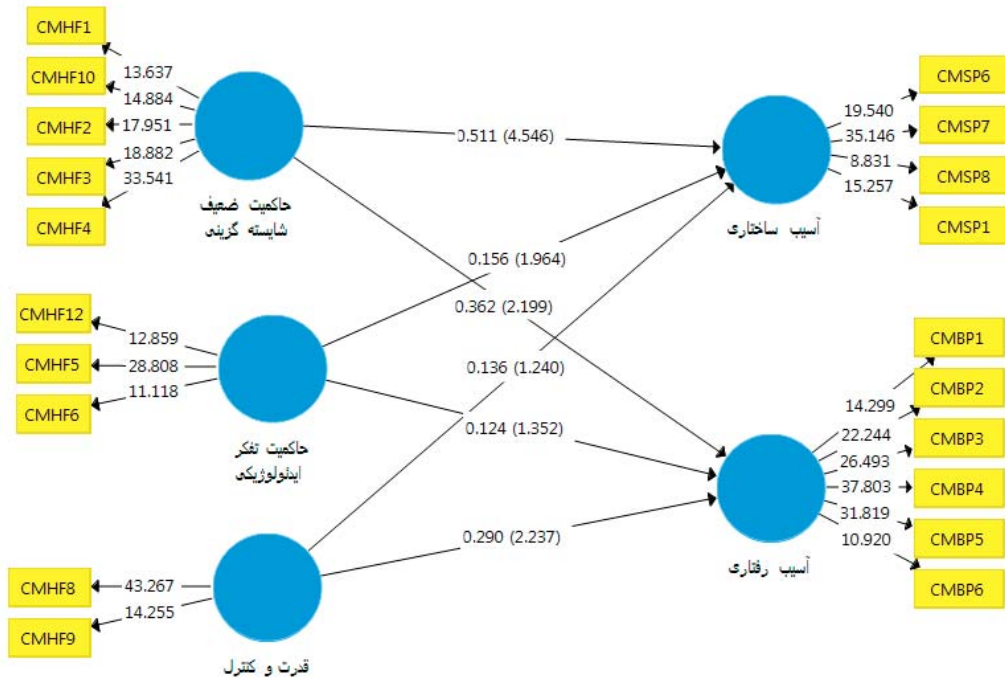 CMHF1
CMHF10
CMHF2
CMHF3
CMHF4
13.637
14.884
17.951
18.882
33.541
حاکمیت ضعیف
شایسته گزینی
CMHF12
CMHF5
CMHF6
12.859
28.808
11.118
حاکمیت تفکر
ایدئولوژیکی
CMHF8
CMHF9
43.267
14.255
قدرت و کنترل
0.511 (4.546)
0.156 (1.964)
0.362 (2.199)
0.136 (1.240)
0.124 (1.352)
0.290 (2.237)
CMSP6
CMSP7
CMSP8
CMSP1
19.540
35.146
8.831
15.257
آسیب ساختاری
CMBP1
CMBP2
CMBP3
CMBP4
CMBP5
CMBP6
14.299
22.244
26.493
37.803
31.819
10.920
آسیب رفتاری